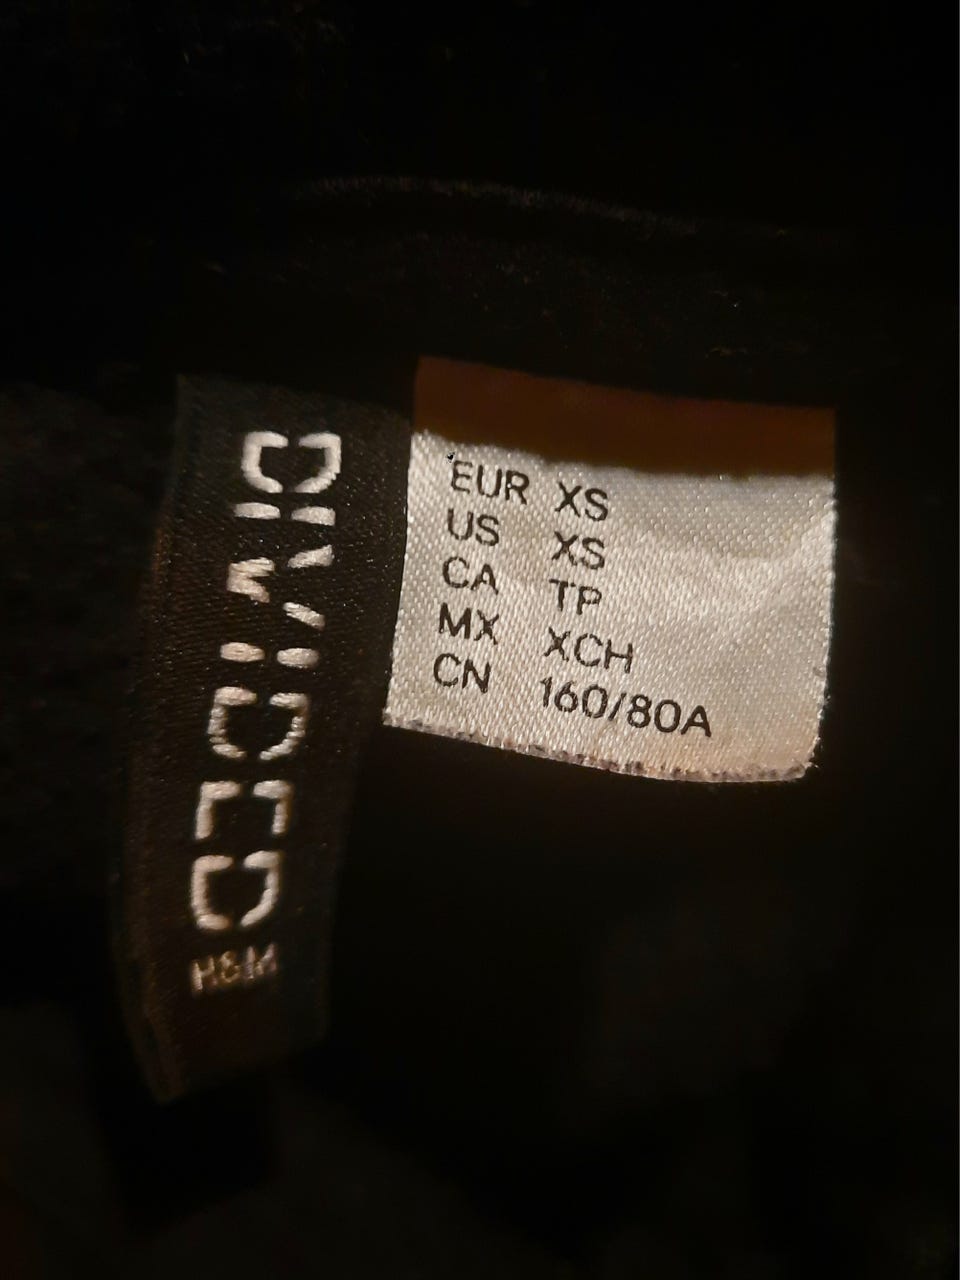 DIVIDED
H&M
EUR XS
US XS
CA TP
MX XCH
CN 160/80A